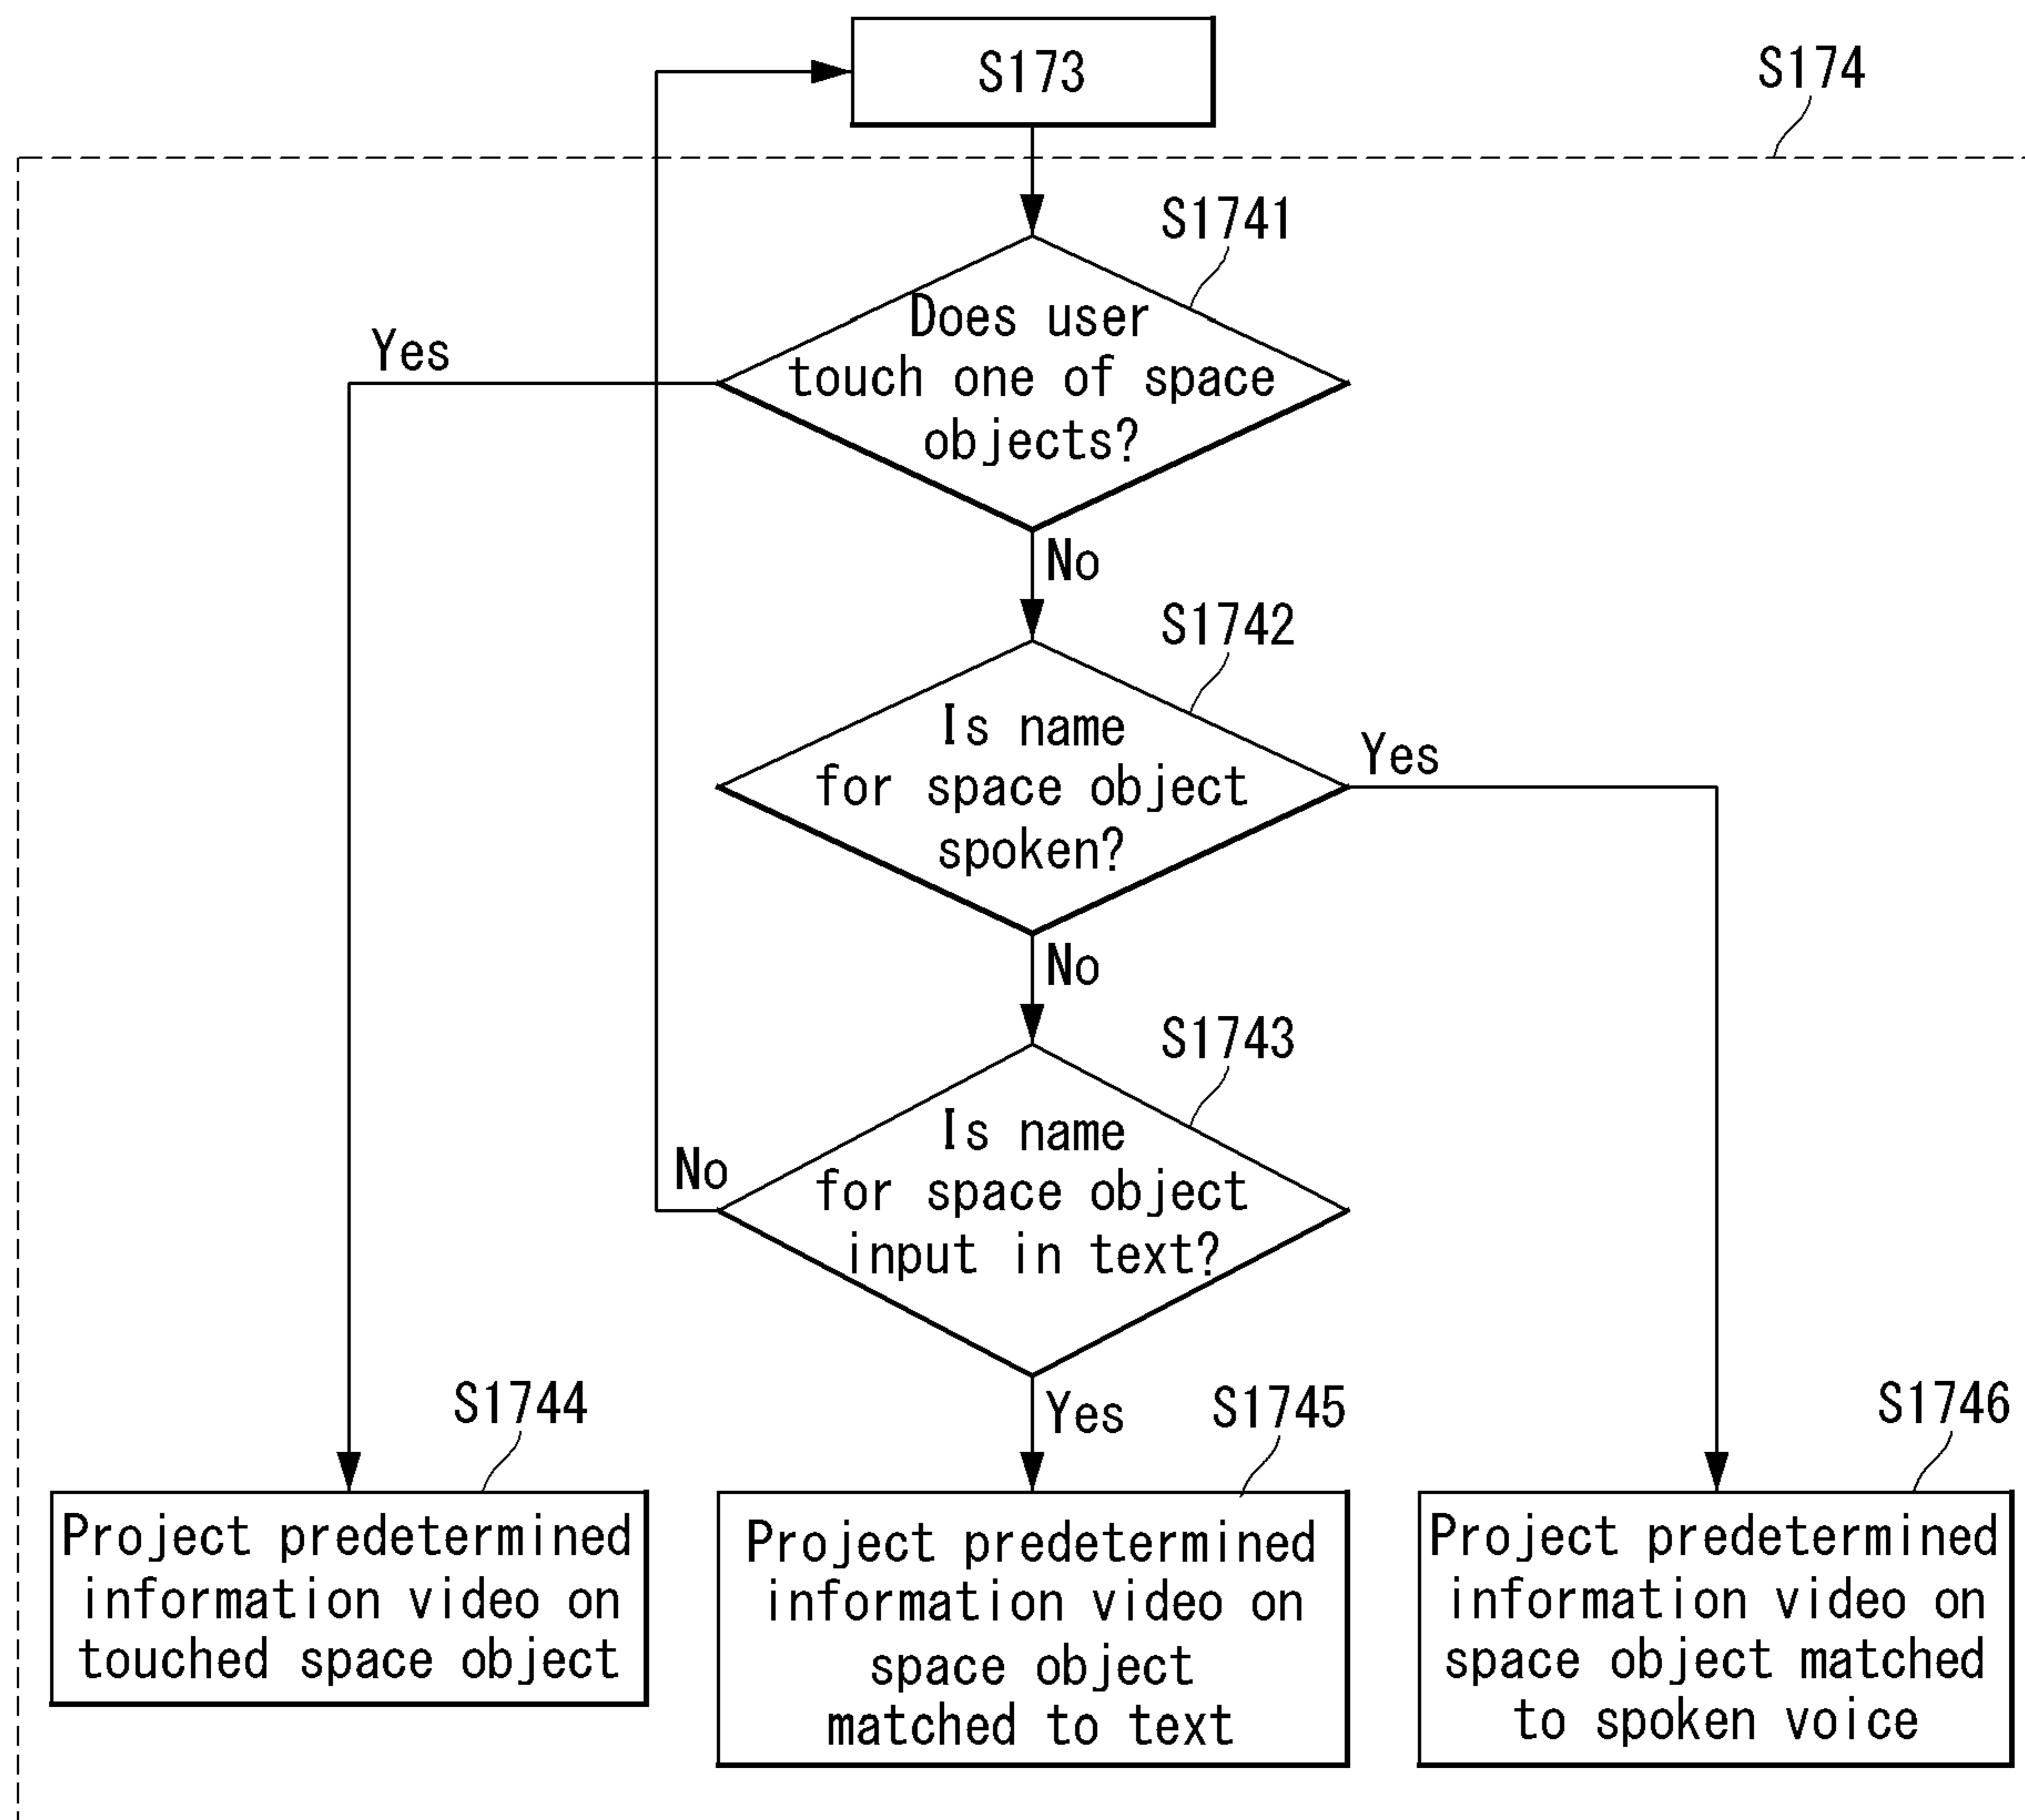 S173
S174
S1741
Does user
touch one of space
objects?
Yes
No
S1742
Is name
for space object
spoken?
Yes
No
S1743
Is name
for space object
input in text?
No
Yes
S1744
Project predetermined
information video on
touched space object
S1745
Project predetermined
information video on
space object
matched to text
S1746
Project predetermined
information video on
space object matched
to spoken voice